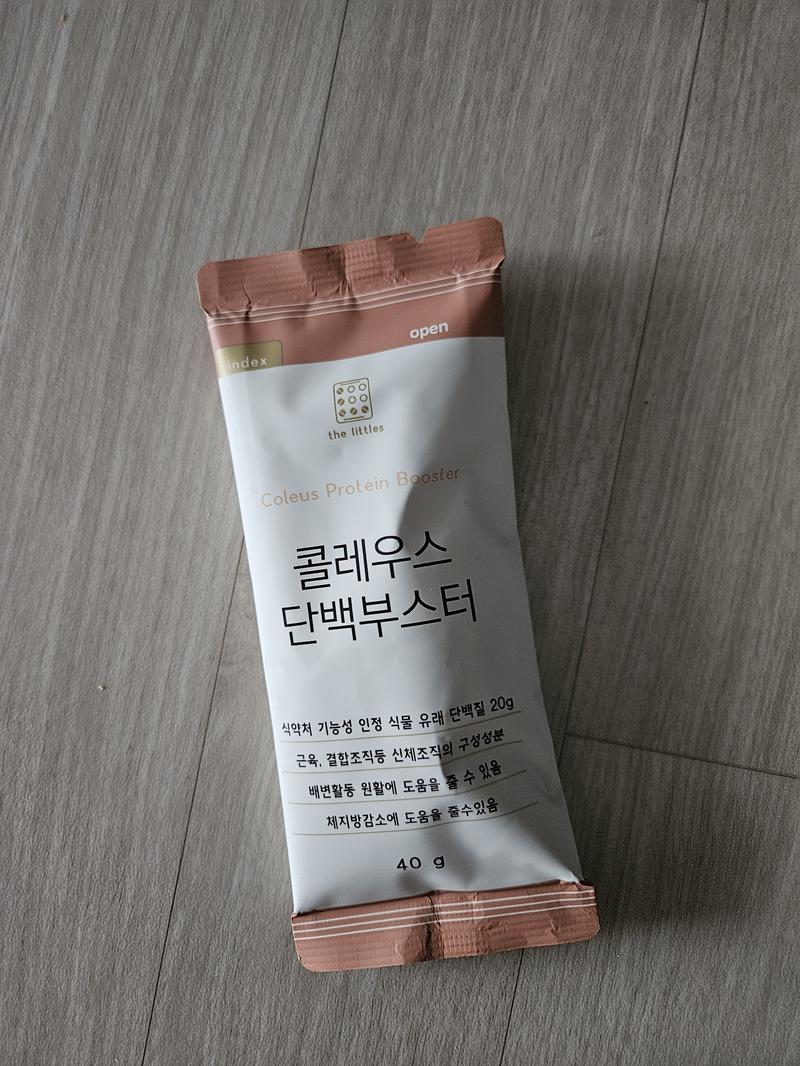 open
index
the littles
Coleus Protein Booster
콜레우스
단백부스터
식약처 기능성 인정 식물 유래 단백질 20g
근육, 결합조직등 신체조직의 구성성분
배변활동 원활에 도움을 줄 수 있음
체지방감소에 도움을 줄수있음
40 g